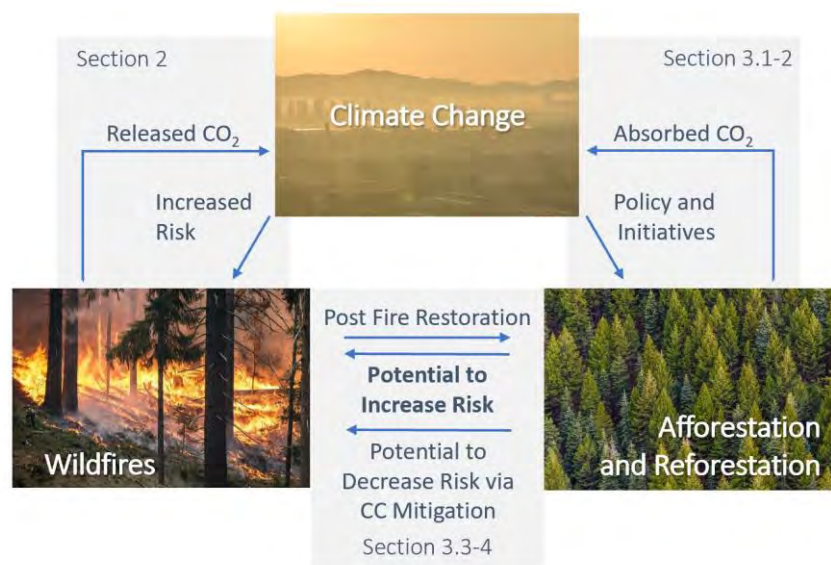 Section 2
Section 3.1-2
Climate Change
Released CO₂
Absorbed CO₂
Increased
Risk
Policy and
Initiatives
Post Fire Restoration
Potential to
Increase Risk
Potential to
Decrease Risk via
CC Mitigation
Wildfires
Afforestation
and Reforestation
Section 3.3-4